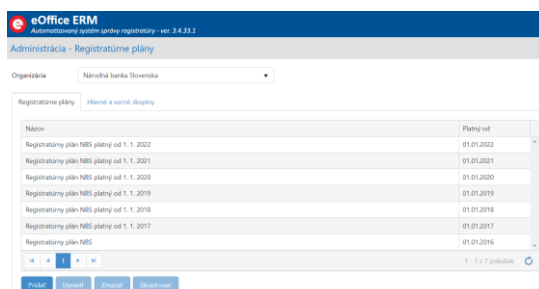 eOffice ERM
Automatizovaný systém správy registratúry - ver. 3.4.33.1
Administrácia - Registratúrne plány
Organizácia Národná banka Slovenska
Registratúrne plány Hlavné a vecné skupiny
Názov Platný od
Registratúrny plán NBS platný od 1. 1. 2022 01.01.2022
Registratúrny plán NBS platný od 1. 1. 2021 01.01.2021
Registratúrny plán NBS platný od 1. 1. 2020 01.01.2020
Registratúrny plán NBS platný od 1. 1. 2019 01.01.2019
Registratúrny plán NBS platný od 1. 1. 2018 01.01.2018
Registratúrny plán NBS platný od 1. 1. 2017 01.01.2017
Registratúrny plán NBS 01.01.2016
1 1 - 7 z 7 položiek
Pridať Upraviť Zmazať Skopírovať